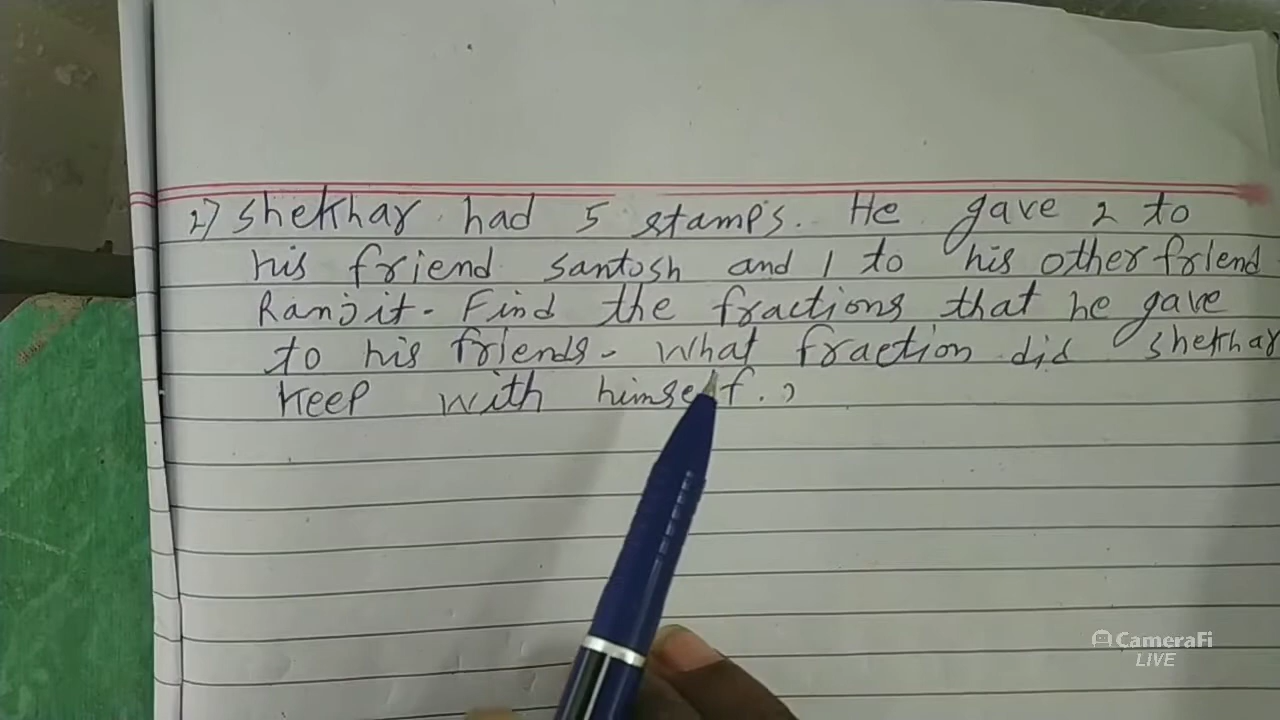 2) Shekhar had 5 stamps. He gave 2 to
his friend santosh and 1 to his other friend
Ranjit. Find the fractions that he gave
to his friends. What fraction did shekhar
keep with himself.?
CameraFi
LIVE